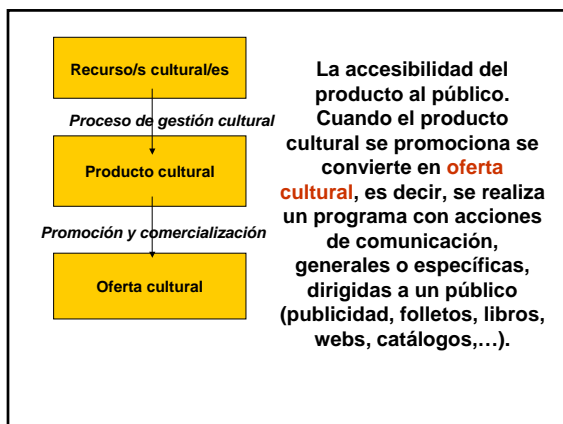 Recurso/s cultural/es
Proceso de gestión cultural
Producto cultural
Promoción y comercialización
Oferta cultural
La accesibilidad del
producto al público.
Cuando el producto
cultural se promociona se
convierte en oferta
cultural, es decir, se realiza
un programa con acciones
de comunicación,
generales o específicas,
dirigidas a un público
(publicidad, folletos, libros,
webs, catálogos,...).